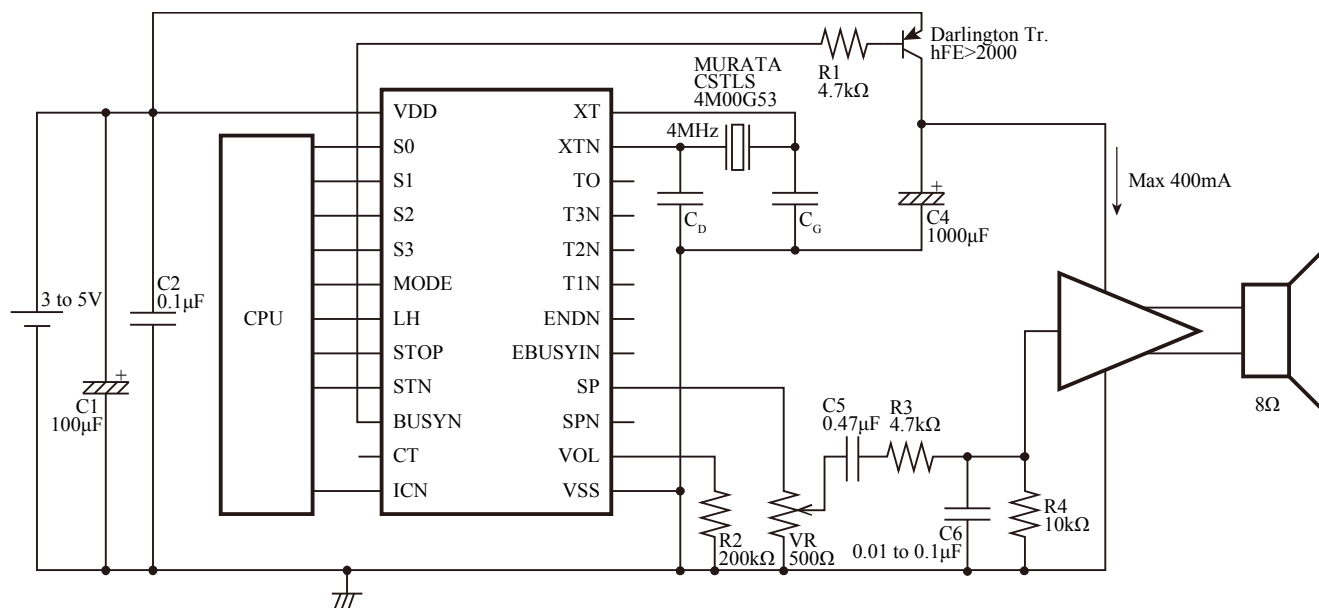 Darlington Tr.
hFE>2000
R1
4.7kΩ
MURATA
CSTLS
4M00G53
4MHz
C_D
C_G
+
C4
1000µF
Max 400mA
3 to 5V
+
C1
100µF
C2
0.1µF
CPU
VDD
S0
S1
S2
S3
MODE
LH
STOP
STN
BUSYN
CT
ICN
XT
XTN
TO
T3N
T2N
T1N
ENDN
EBUSYIN
SP
SPN
VOL
VSS
R2
200kΩ
VR
500Ω
C5
0.47µF
R3
4.7kΩ
C6
0.01 to 0.1µF
R4
10kΩ
8Ω